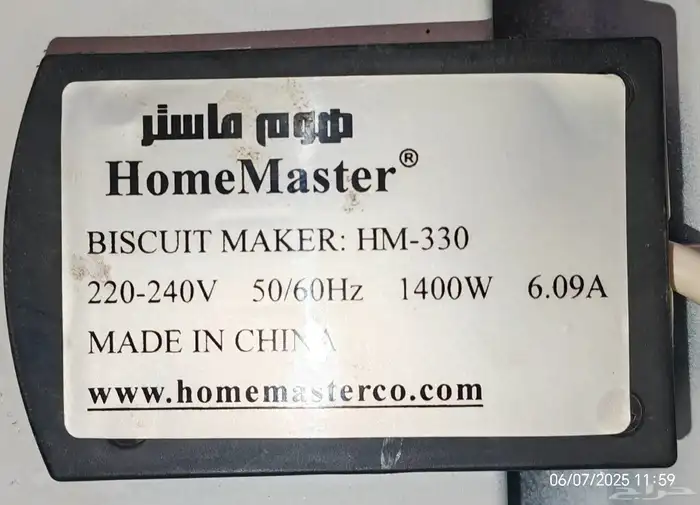 هوم ماستر
HomeMaster®
BISCUIT MAKER: HM-330
220-240V 50/60Hz 1400W 6.09A
MADE IN CHINA
www.homemasterco.com
06/07/2025 11:59
حراج